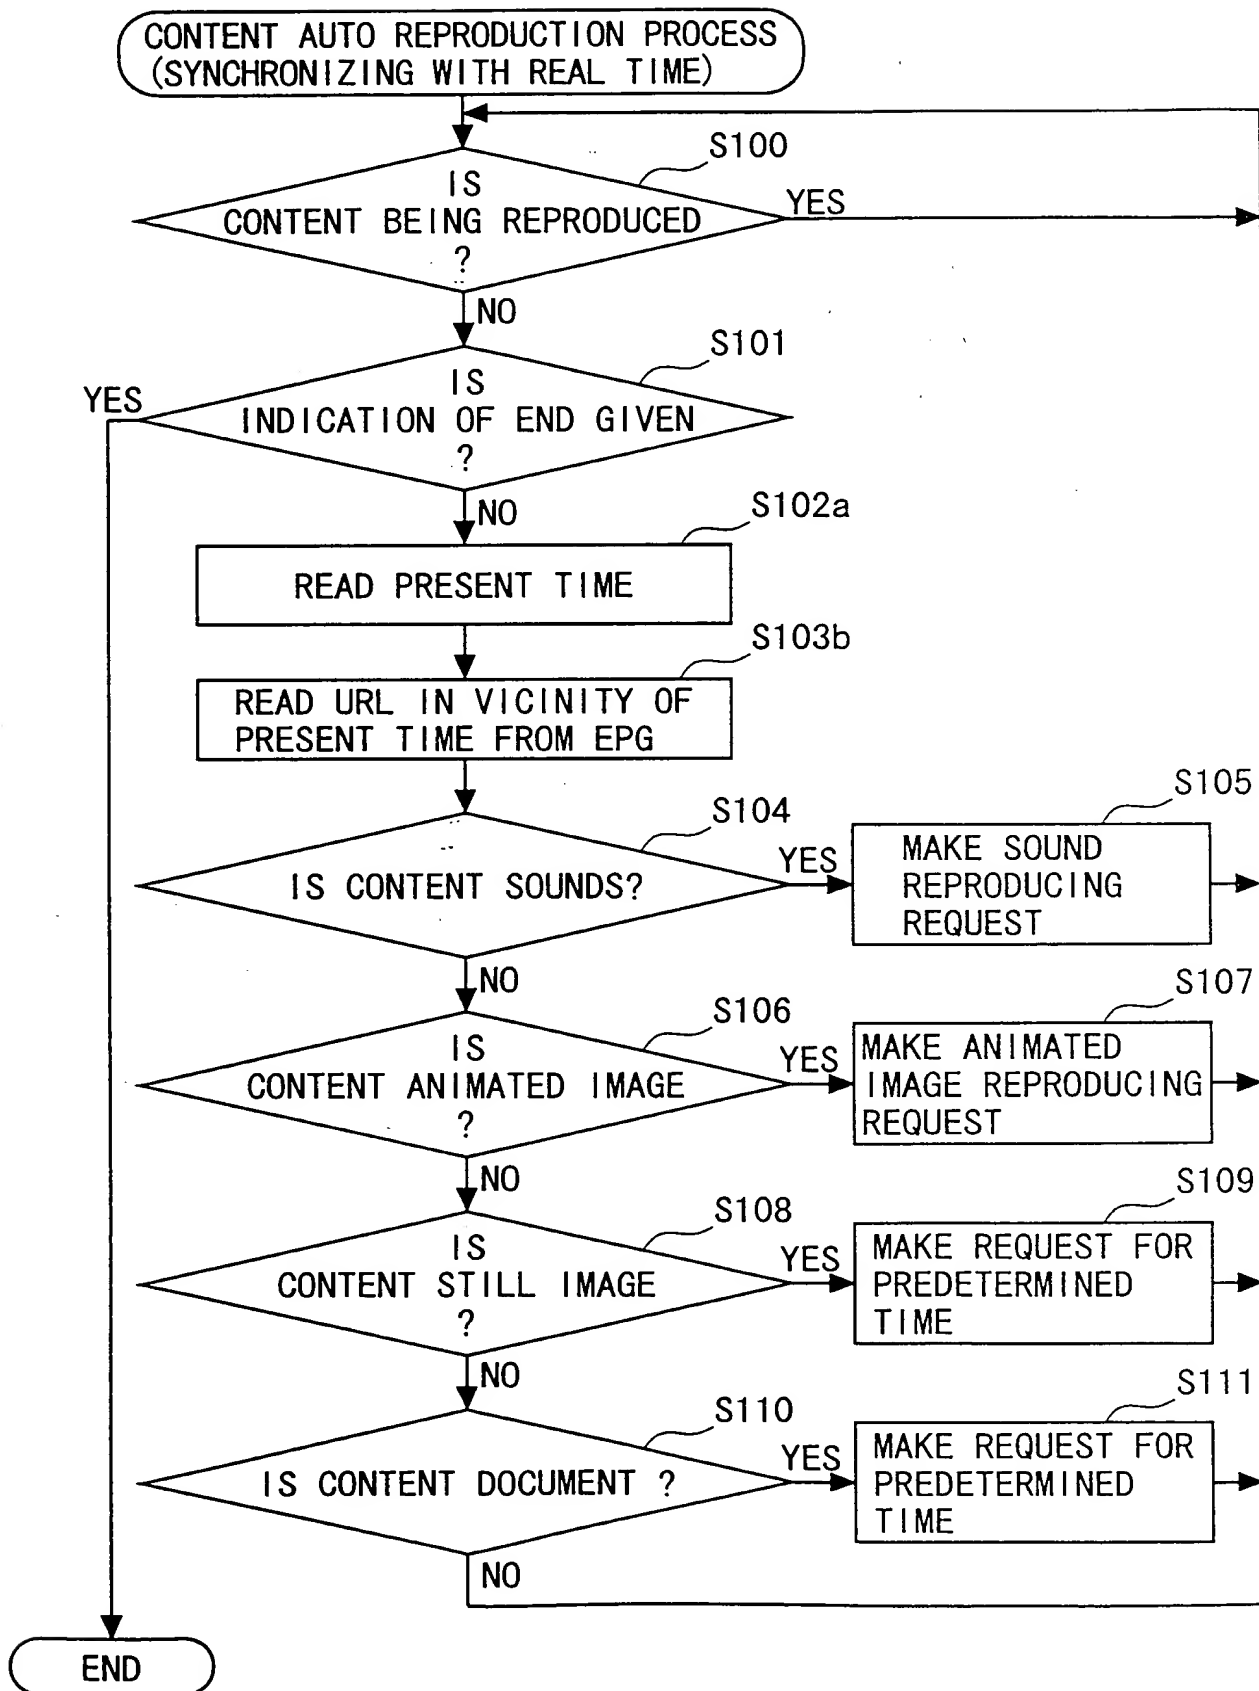 CONTENT AUTO REPRODUCTION PROCESS
(SYNCHRONIZING WITH REAL TIME)
S100
IS
CONTENT BEING REPRODUCED
?
YES
NO
S101
IS
INDICATION OF END GIVEN
?
YES
NO
S102a
READ PRESENT TIME
S103b
READ URL IN VICINITY OF
PRESENT TIME FROM EPG
S104
IS CONTENT SOUNDS?
YES
S105
MAKE SOUND
REPRODUCING
REQUEST
NO
S106
IS
CONTENT ANIMATED IMAGE
?
YES
S107
MAKE ANIMATED
IMAGE REPRODUCING
REQUEST
NO
S108
IS
CONTENT STILL IMAGE
?
YES
S109
MAKE REQUEST FOR
PREDETERMINED
TIME
NO
S110
IS CONTENT DOCUMENT ?
YES
S111
MAKE REQUEST FOR
PREDETERMINED
TIME
NO
END